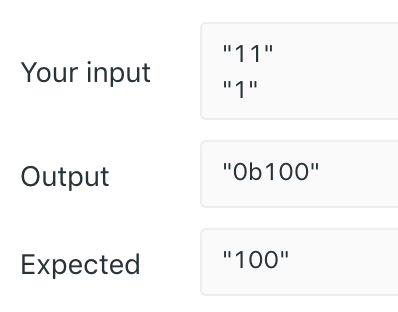 Your input
"11"
"1"
Output
"0b100"
Expected
"100"